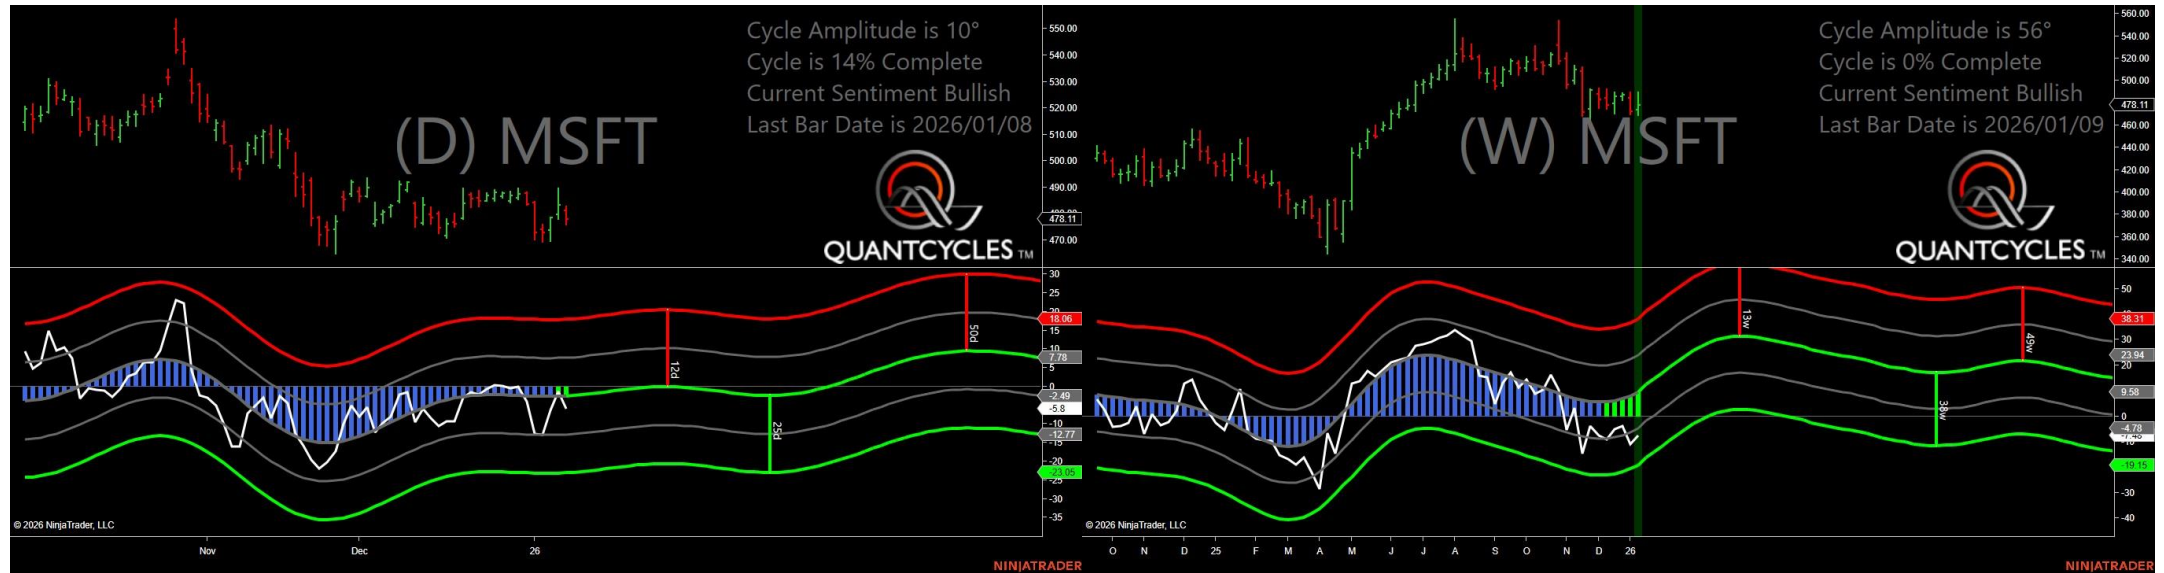 Cycle Amplitude is 10°
Cycle is 14% Complete
Current Sentiment Bullish
Last Bar Date is 2026/01/08
(D) MSFT
QUANTCYCLES TM
550.00
540.00
530.00
520.00
510.00
500.00
490.00
478.11
470.00
30
25
20
18.06
15
10
7.78
5
0
-2.49
-5.8
-10
-12.77
-15
-20
-23.05
-25
-30
-35
12d
25d
50d
© 2026 NinjaTrader, LLC
Nov
Dec
26
NINJATRADER
Cycle Amplitude is 56°
Cycle is 0% Complete
Current Sentiment Bullish
Last Bar Date is 2026/01/09
(W) MSFT
QUANTCYCLES TM
560.00
540.00
520.00
500.00
478.11
460.00
440.00
420.00
400.00
380.00
360.00
340.00
50
38.31
30
23.94
20
9.58
0
-4.78
-19.15
-30
-40
13w
38w
49w
© 2026 NinjaTrader, LLC
O
N
D
25
F
M
A
M
J
J
A
S
O
N
D
26
NINJATRADER